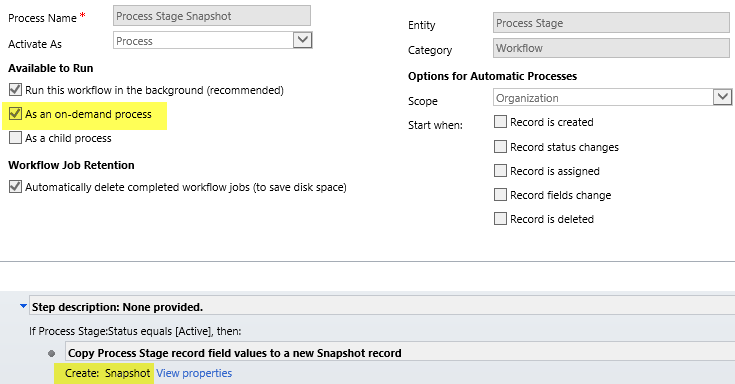 Process Name * Process Stage Snapshot
Activate As Process
Available to Run
Run this workflow in the background (recommended)
As an on-demand process
As a child process
Workflow Job Retention
Automatically delete completed workflow jobs (to save disk space)
Entity Process Stage
Category Workflow
Options for Automatic Processes
Scope Organization
Start when: Record is created
Record status changes
Record is assigned
Record fields change
Record is deleted
Step description: None provided.
If Process Stage:Status equals [Active], then:
Copy Process Stage record field values to a new Snapshot record
Create: Snapshot View properties